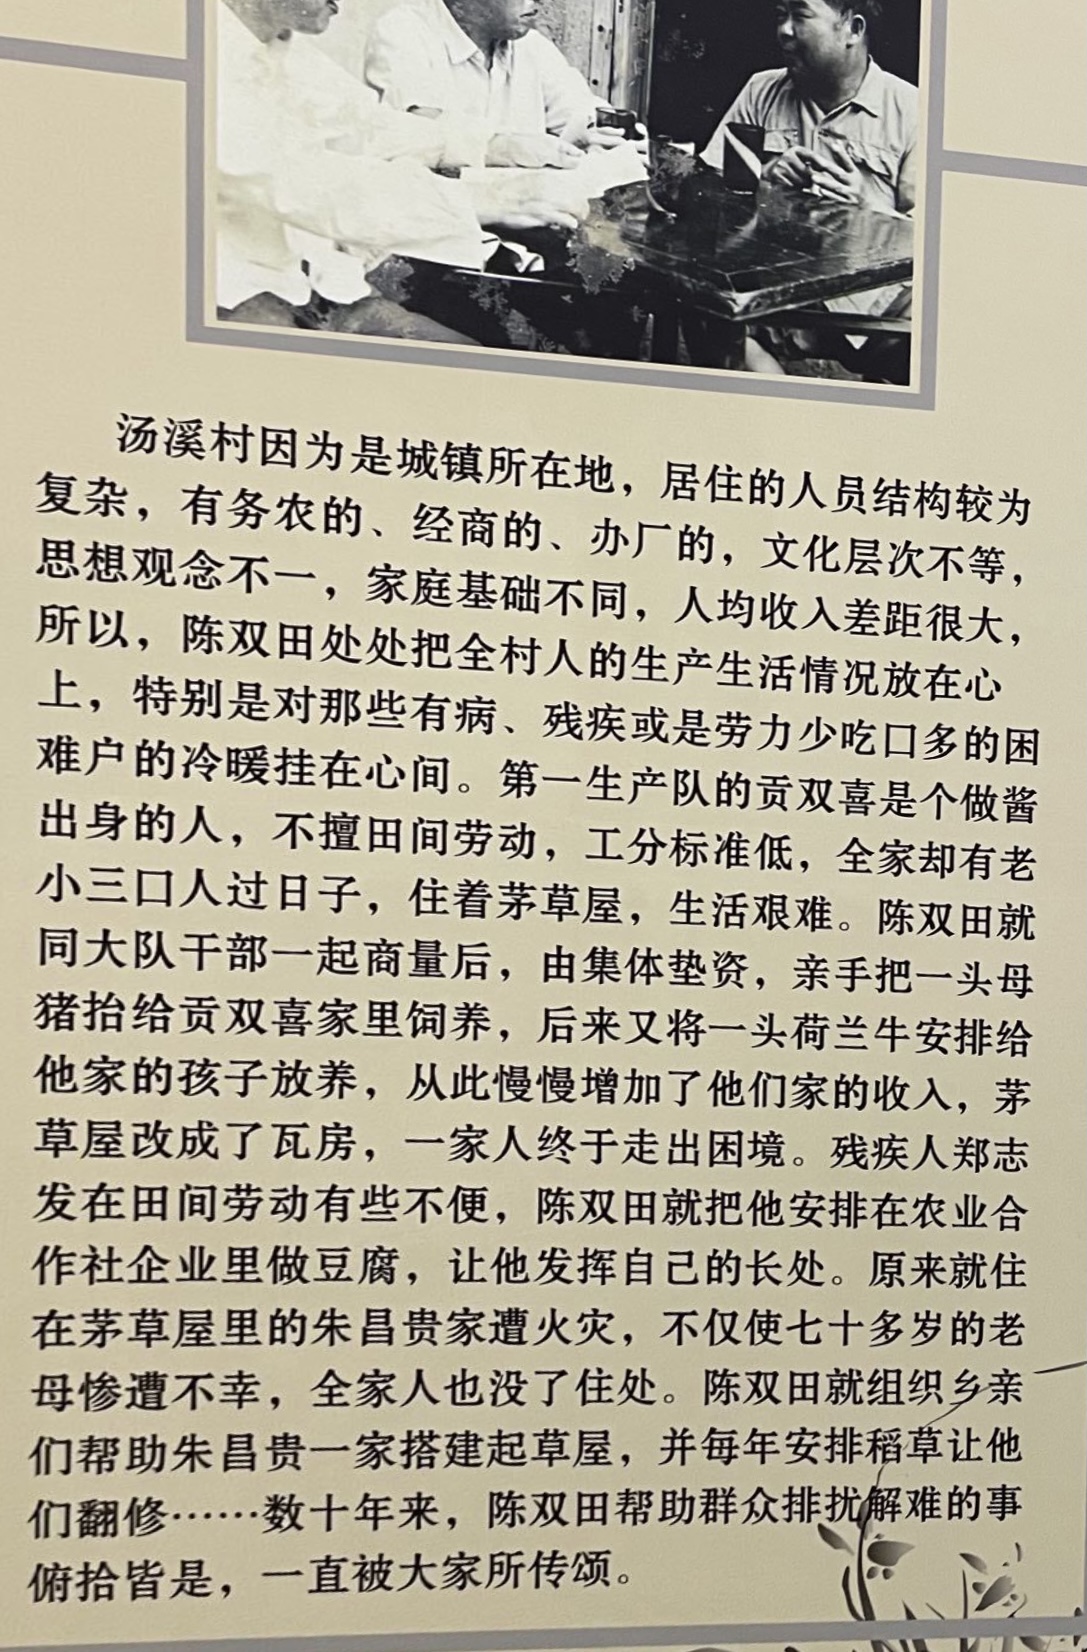 汤溪村因为是城镇所在地，居住的人员结构较为
复杂，有务农的、经商的、办厂的，文化层次不等，
思想观念不一，家庭基础不同，人均收入差距很大，
所以，陈双田处处把全村人的生产生活情况放在心
上，特别是对那些有病、残疾或是劳力少吃口多的困
难户的冷暖挂在心间。第一生产队的贡双喜是个做酱
出身的人，不擅田间劳动，工分标准低，全家却有老
小三口人过日子，住着茅草屋，生活艰难。陈双田就
同大队干部一起商量后，由集体垫资，亲手把一头母
猪抬给贡双喜家里饲养，后来又将一头荷兰牛安排给
他家的孩子放养，从此慢慢增加了他们家的收入，茅
草屋改成了瓦房，一家人终于走出困境。残疾人郑志
发在田间劳动有些不便，陈双田就把他安排在农业合
作社企业里做豆腐，让他发挥自己的长处。原来就住
在茅草屋里的朱昌贵家遭火灾，不仅使七十多岁的老
母惨遭不幸，全家人也没了住处。陈双田就组织乡亲
们帮助朱昌贵一家搭建起草屋，并每年安排稻草让他
们翻修……数十年来，陈双田帮助群众排扰解难的事
俯拾皆是，一直被大家所传颂。